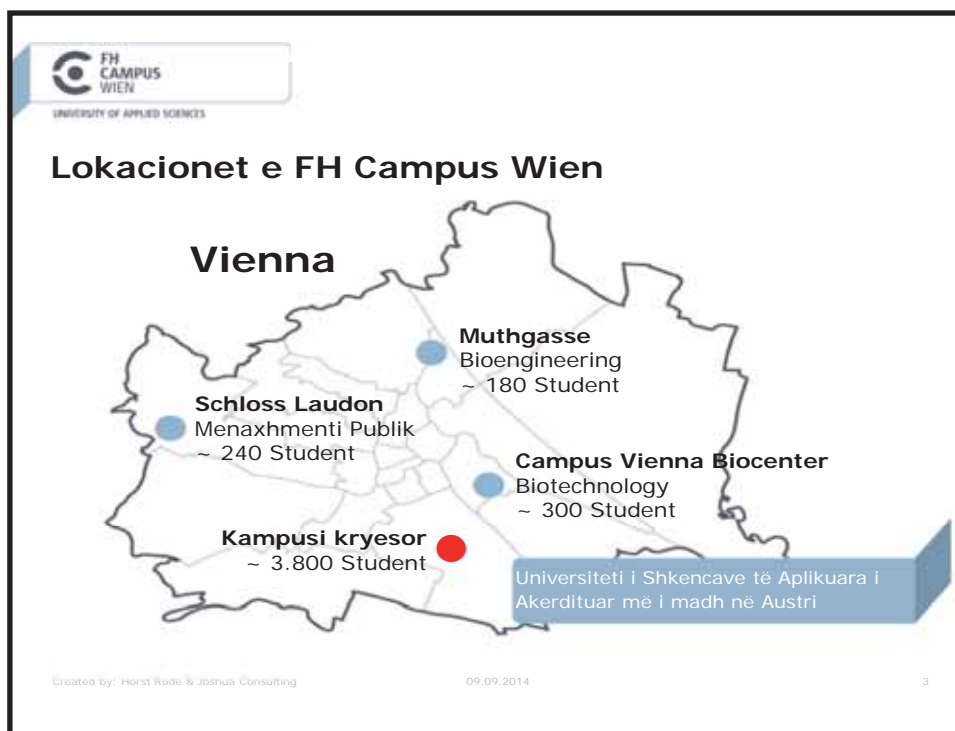 FH
CAMPUS
WIEN
UNIVERSITY OF APPLIED SCIENCES
Lokacionet e FH Campus Wien
Vienna
Muthgasse
Bioengineering
~ 180 Student
Schloss Laudon
Menaxhmenti Publik
~ 240 Student
Campus Vienna Biocenter
Biotechnology
~ 300 Student
Kampusi kryesor
~ 3.800 Student
Universiteti i Shkencave të Aplikuara i
Akerdituar më i madh në Austri
Created by: Horst Rode & Joshua Consulting
09.09.2014
3